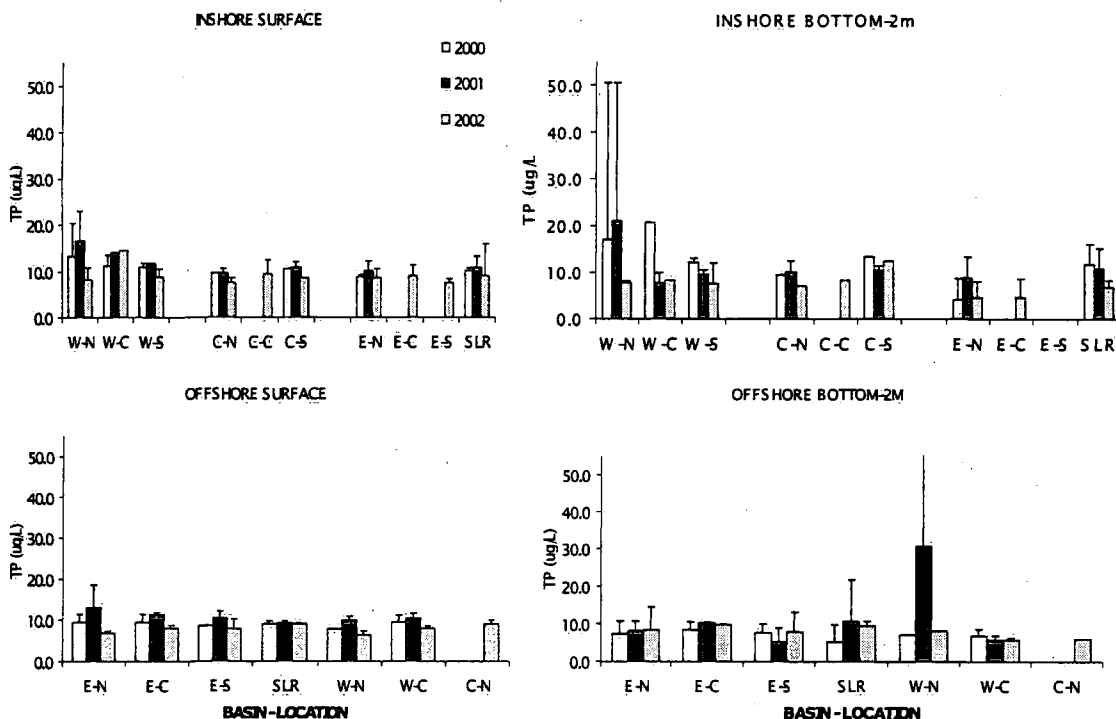 INSHORE SURFACE
2000
2001
2002
TP (ug/L)
50.0
40.0
30.0
20.0
10.0
0.0
W-N W-C W-S C-N C-C C-S E-N E-C E-S SLR
INSHORE BOTTOM-2m
TP (ug/L
50.0
40.0
30.0
20.0
10.0
0.0
W-N W-C W-S C-N C-C C-S E-N E-C E-S SLR
OFFSHORE SURFACE
TP (ug/L)
50.0
40.0
30.0
20.0
10.0
0.0
E-N E-C E-S SLR W-N W-C C-N
BASIN-LOCATION
OFFSHORE BOTTOM-2M
TP (ug/L)
50.0
40.0
30.0
20.0
10.0
0.0
E-N E-C E-S SLR W-N W-C C-N
BASIN-LOCATION